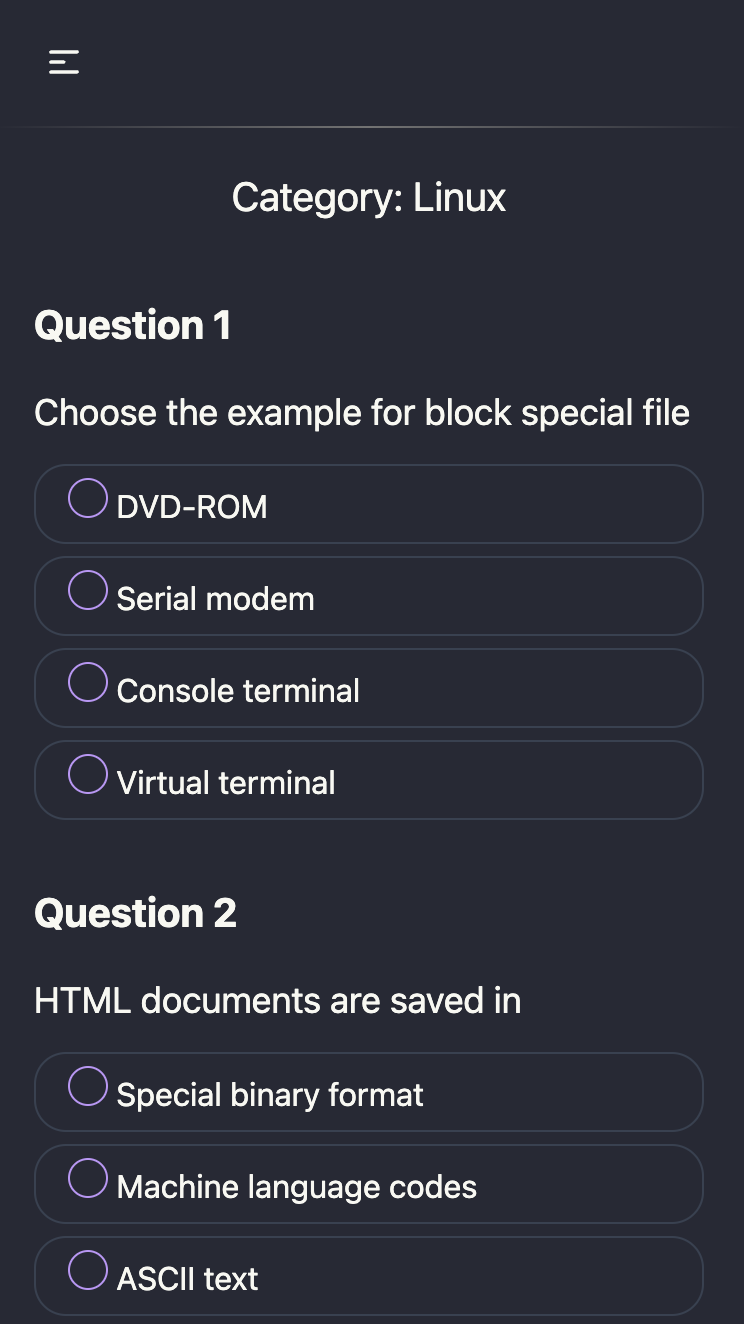 Category: Linux
Question 1
Choose the example for block special file
DVD-ROM
Serial modem
Console terminal
Virtual terminal
Question 2
HTML documents are saved in
Special binary format
Machine language codes
ASCII text